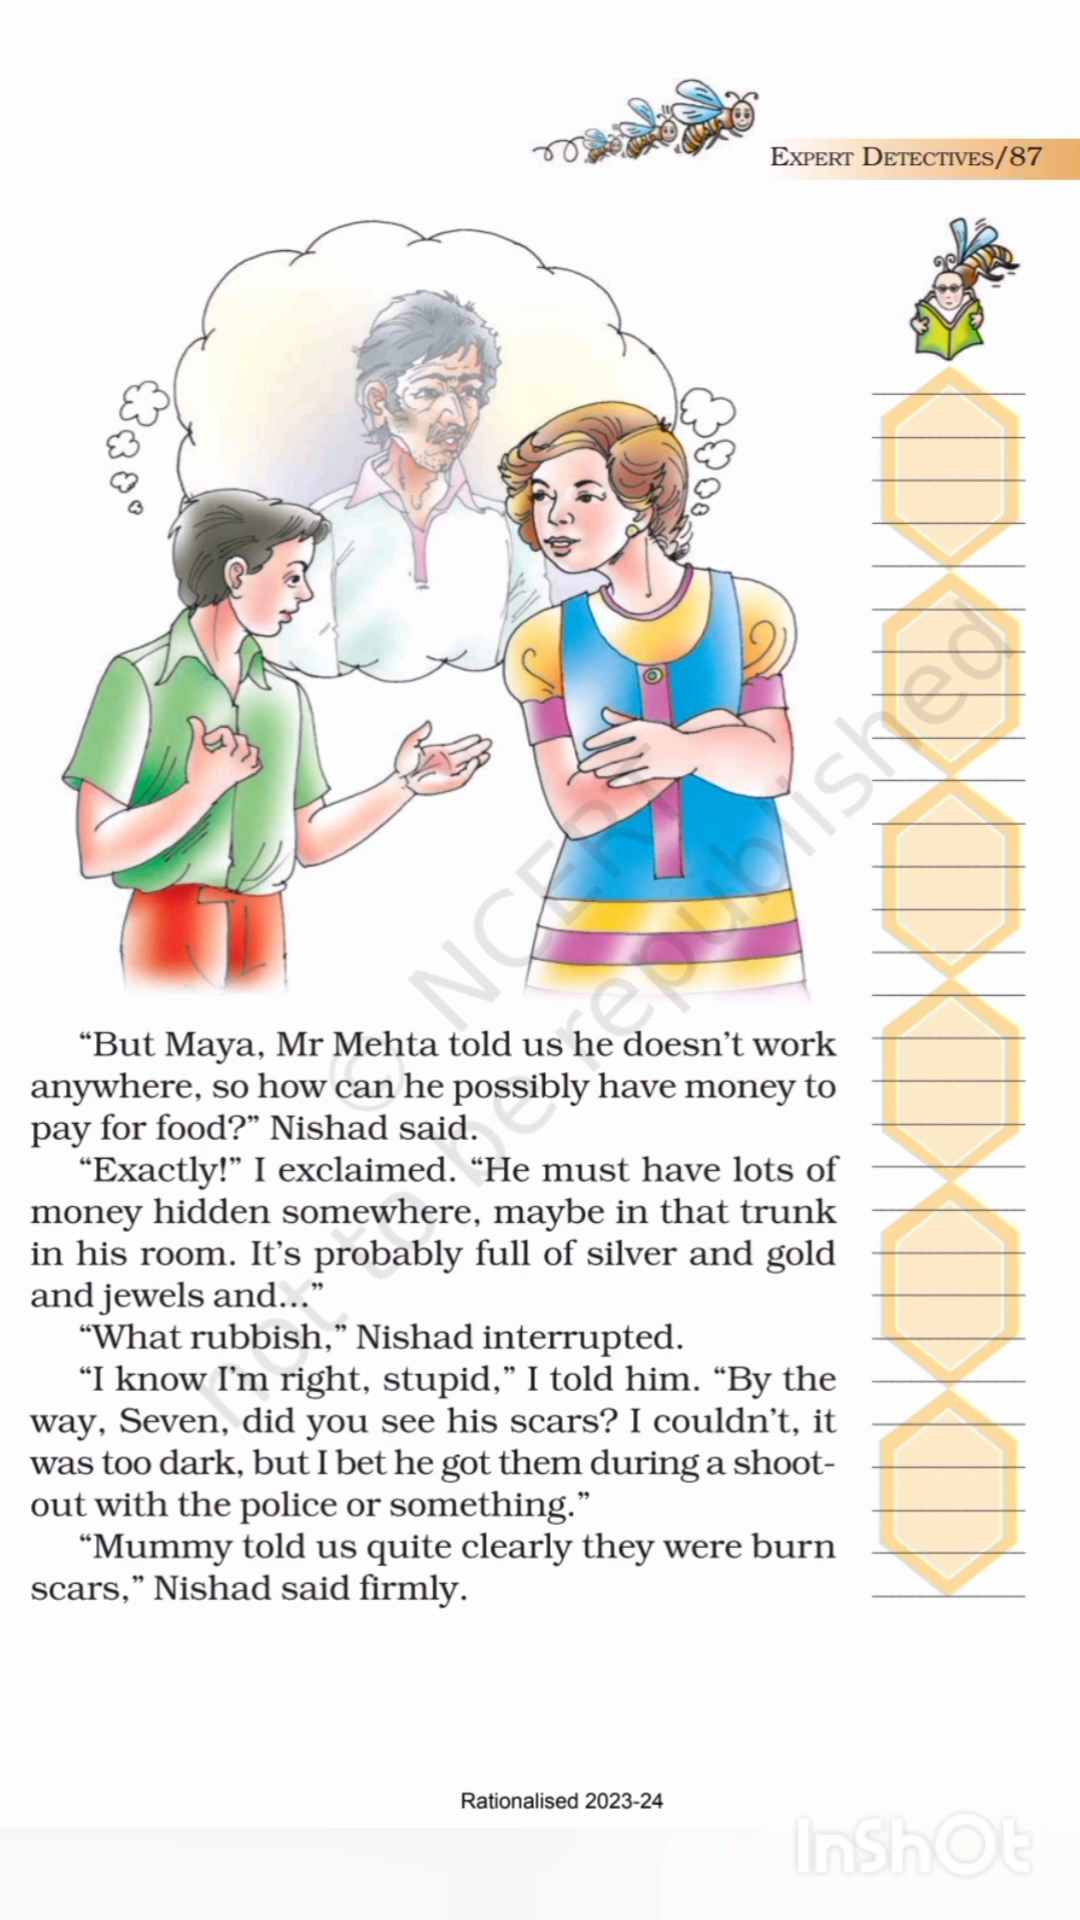 EXPERT DETECTIVES/87
“But Maya, Mr Mehta told us he doesn’t work
anywhere, so how can he possibly have money to
pay for food?” Nishad said.
“Exactly!” I exclaimed. “He must have lots of
money hidden somewhere, maybe in that trunk
in his room. It’s probably full of silver and gold
and jewels and...”
“What rubbish,” Nishad interrupted.
“I know I’m right, stupid,” I told him. “By the
way, Seven, did you see his scars? I couldn’t, it
was too dark, but I bet he got them during a shoot-
out with the police or something.”
“Mummy told us quite clearly they were burn
scars,” Nishad said firmly.
© NCERT
not to be republished
Rationalised 2023-24
InShOt